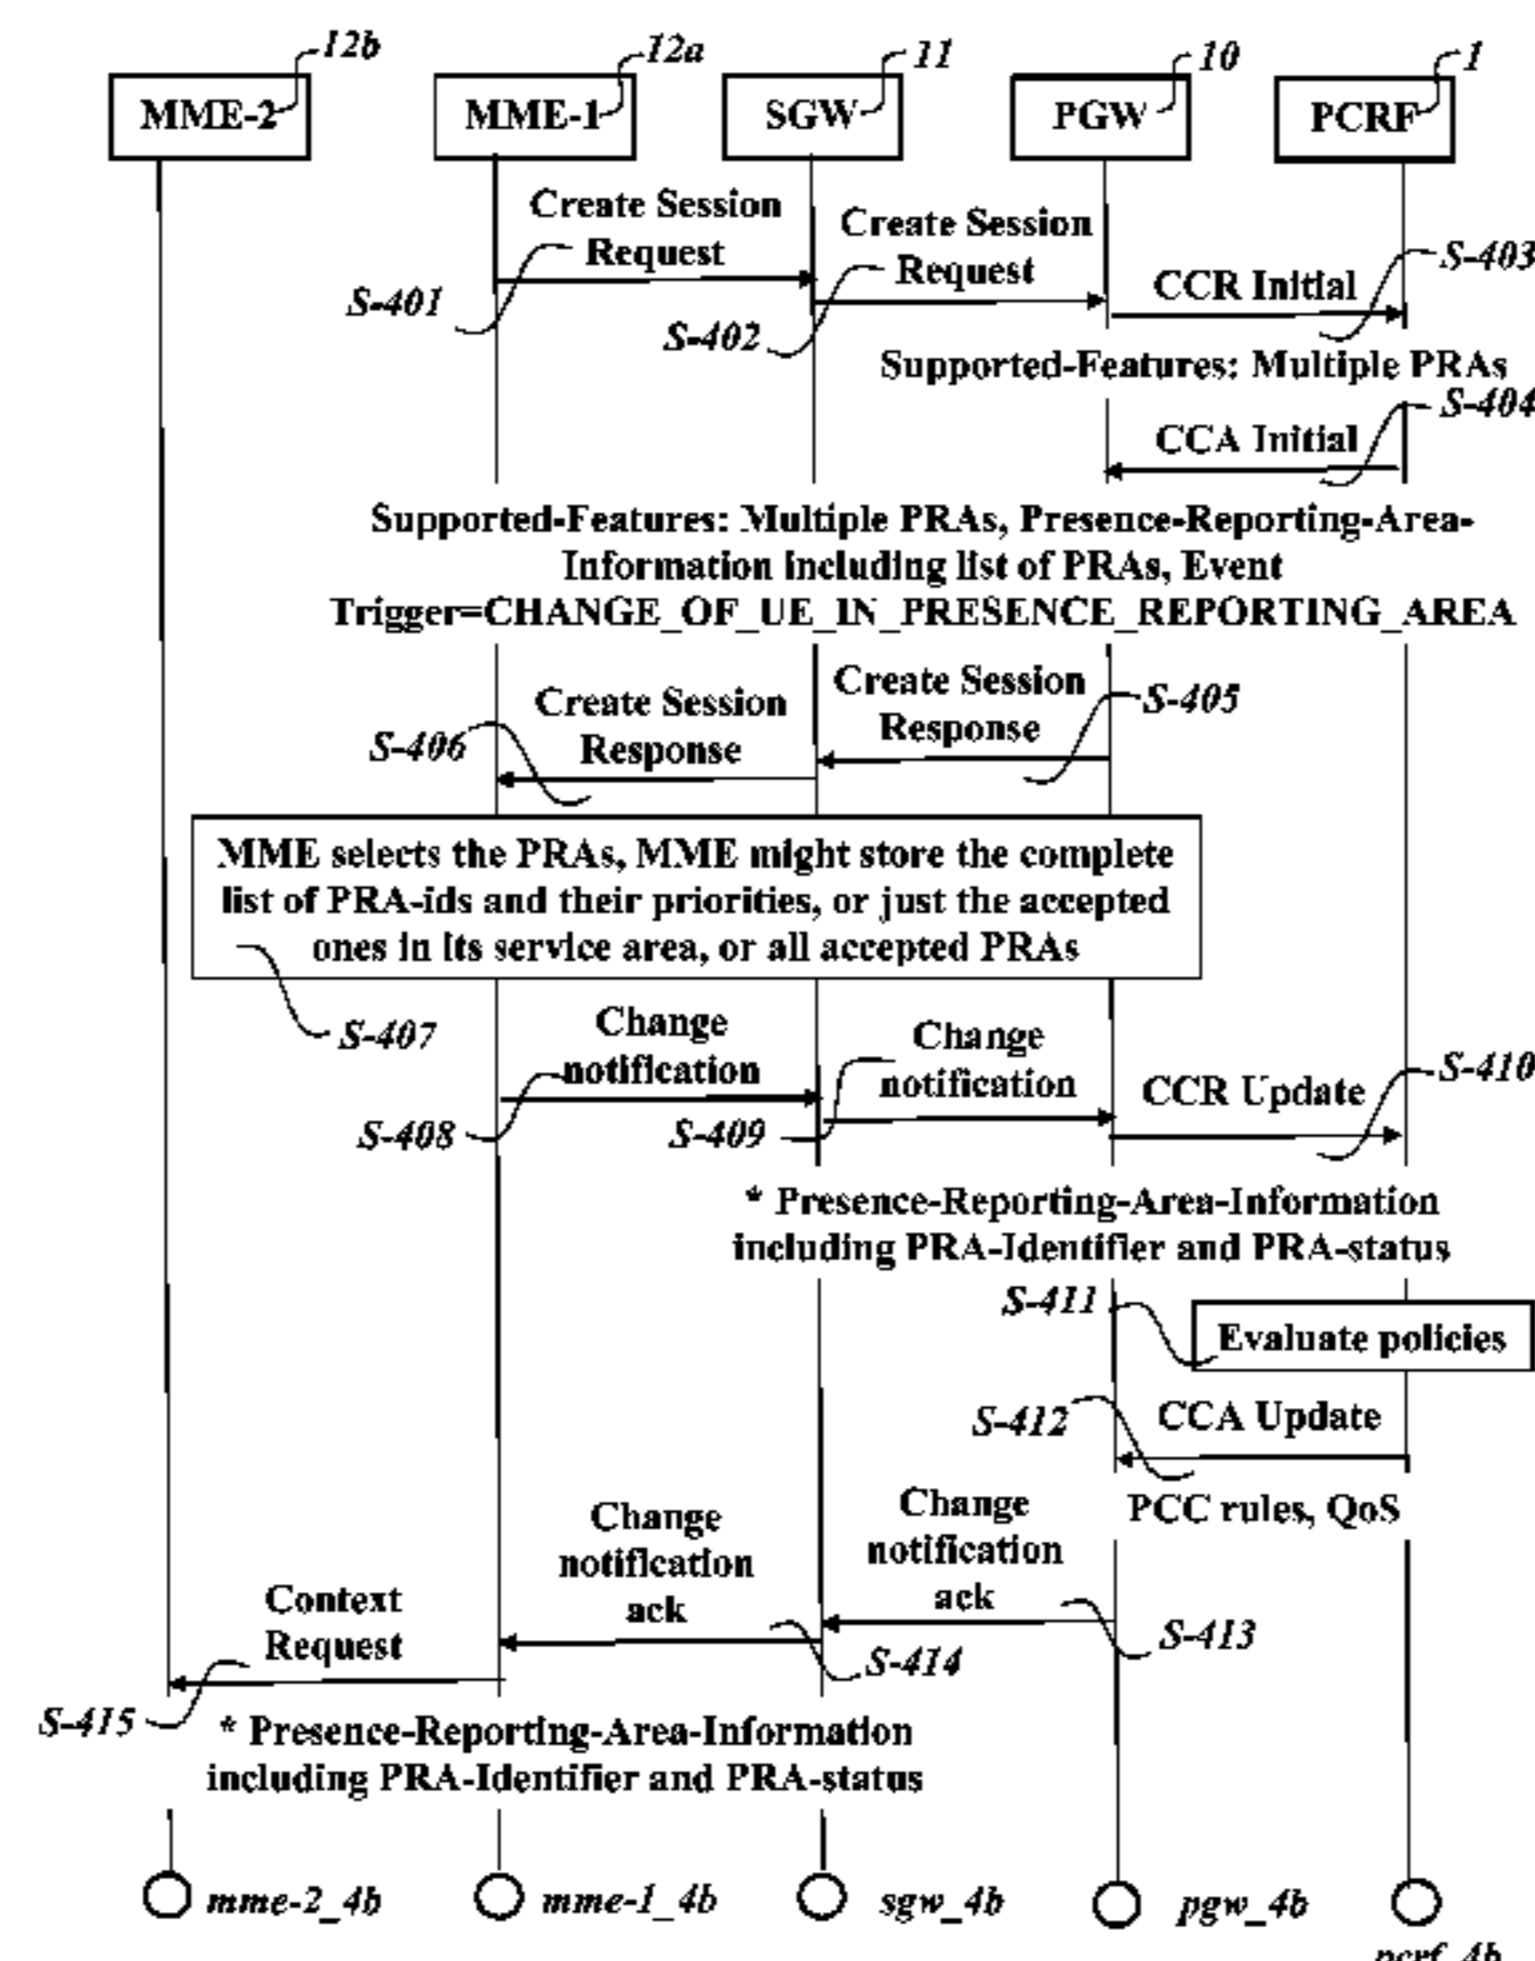 12b
12a
11
10
1
MME-2
MME-1
SGW
PGW
PCRF
Create Session
Request
S-401
Create Session
Request
S-402
CCR Initial
S-403
Supported-Features: Multiple PRAs
S-404
CCA Initial
Supported-Features: Multiple PRAs, Presence-Reporting-Area-
Information including list of PRAs, Event
Trigger=CHANGE_OF_UE_IN_PRESENCE_REPORTING_AREA
Create Session
Response
S-405
Create Session
Response
S-406
MME selects the PRAs, MME might store the complete
list of PRA-ids and their priorities, or just the accepted
ones in its service area, or all accepted PRAs
S-407
Change
notification
S-408
Change
notification
S-409
CCR Update
S-410
* Presence-Reporting-Area-Information
including PRA-Identifier and PRA-status
S-411
Evaluate policies
S-412
CCA Update
PCC rules, QoS
Change
notification
ack
S-413
Change
notification
ack
S-414
Context
Request
S-415
* Presence-Reporting-Area-Information
including PRA-Identifier and PRA-status
mme-2_4b
mme-1_4b
sgw_4b
pgw_4b
pcrf_4b